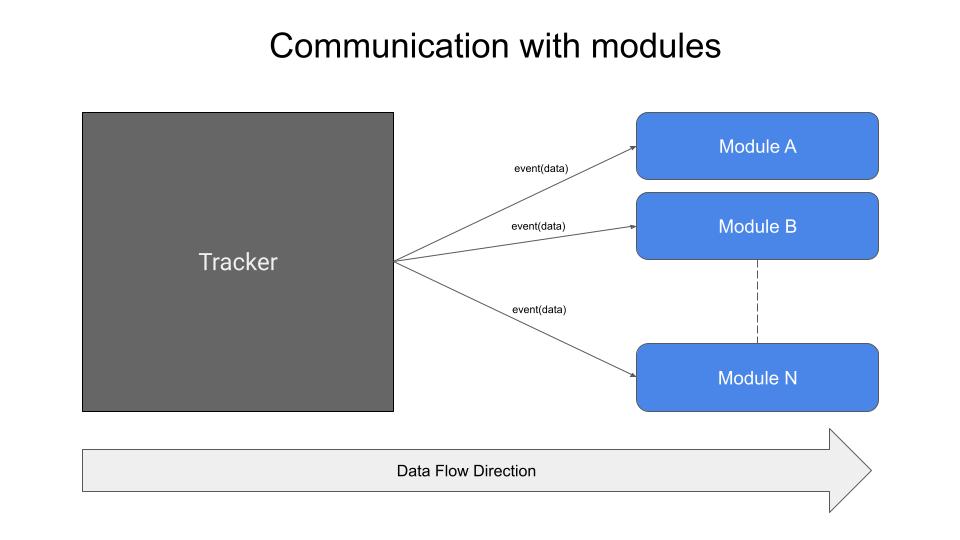 Communication with modules
Tracker
event(data)
event(data)
event(data)
Module A
Module B
Module N
Data Flow Direction